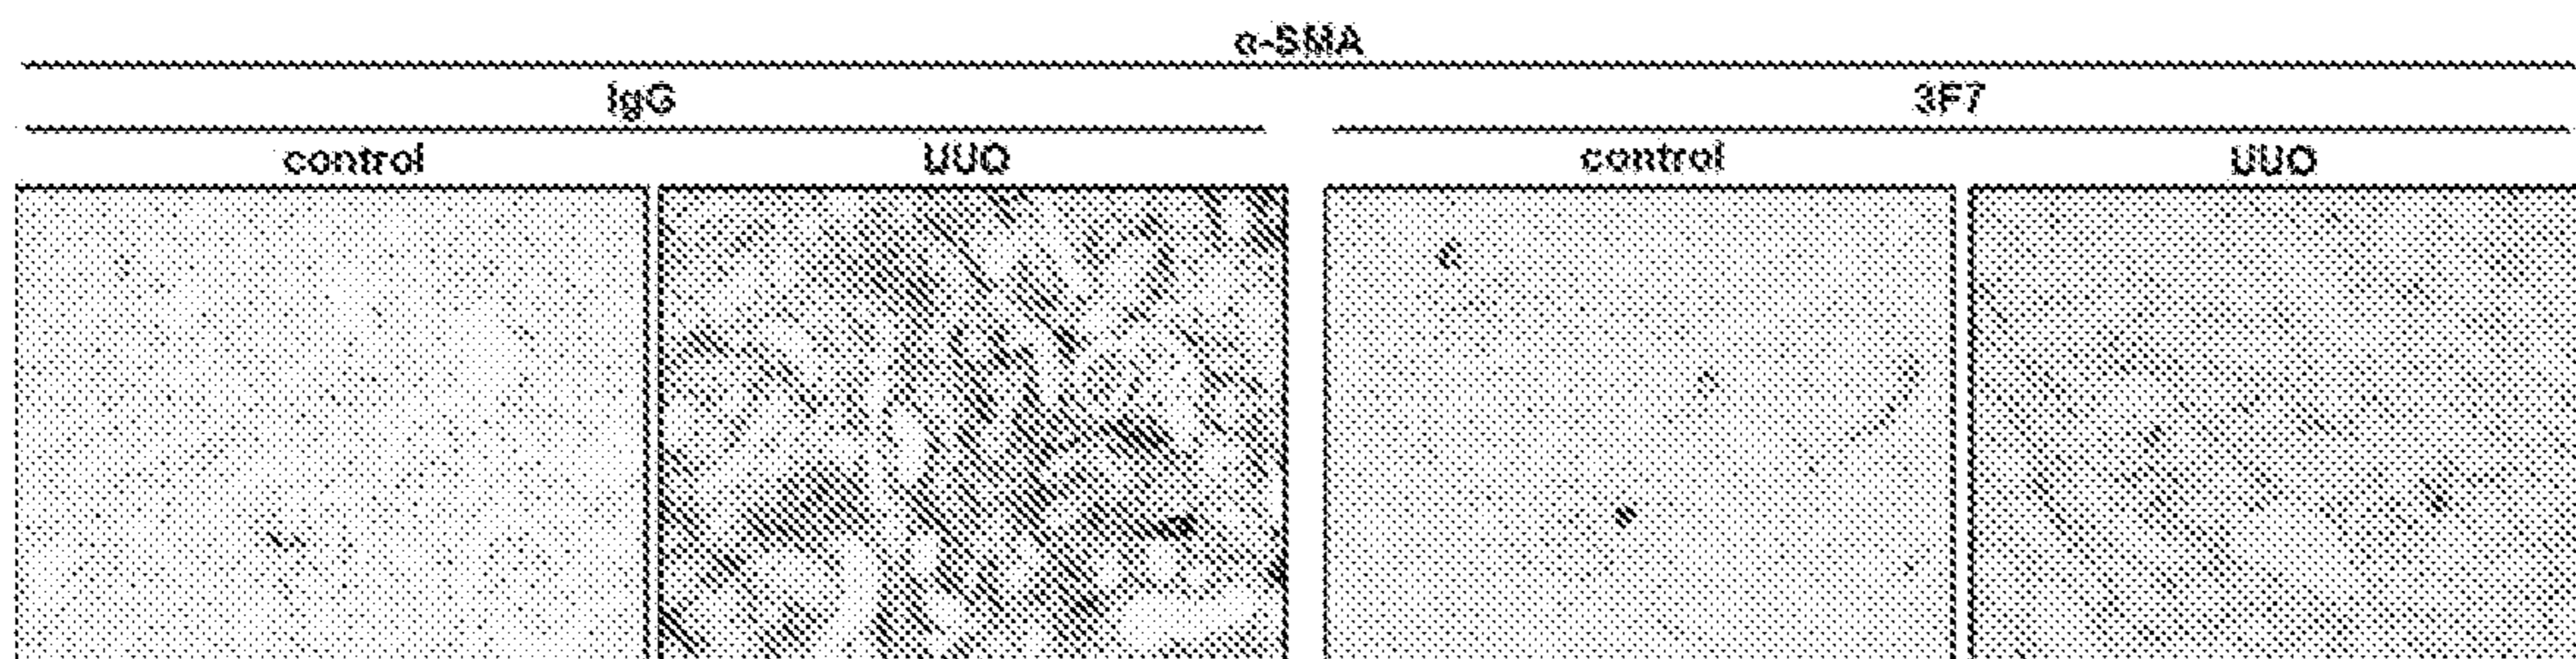 α-SMA
IgG 3F7
control UUO control UUO